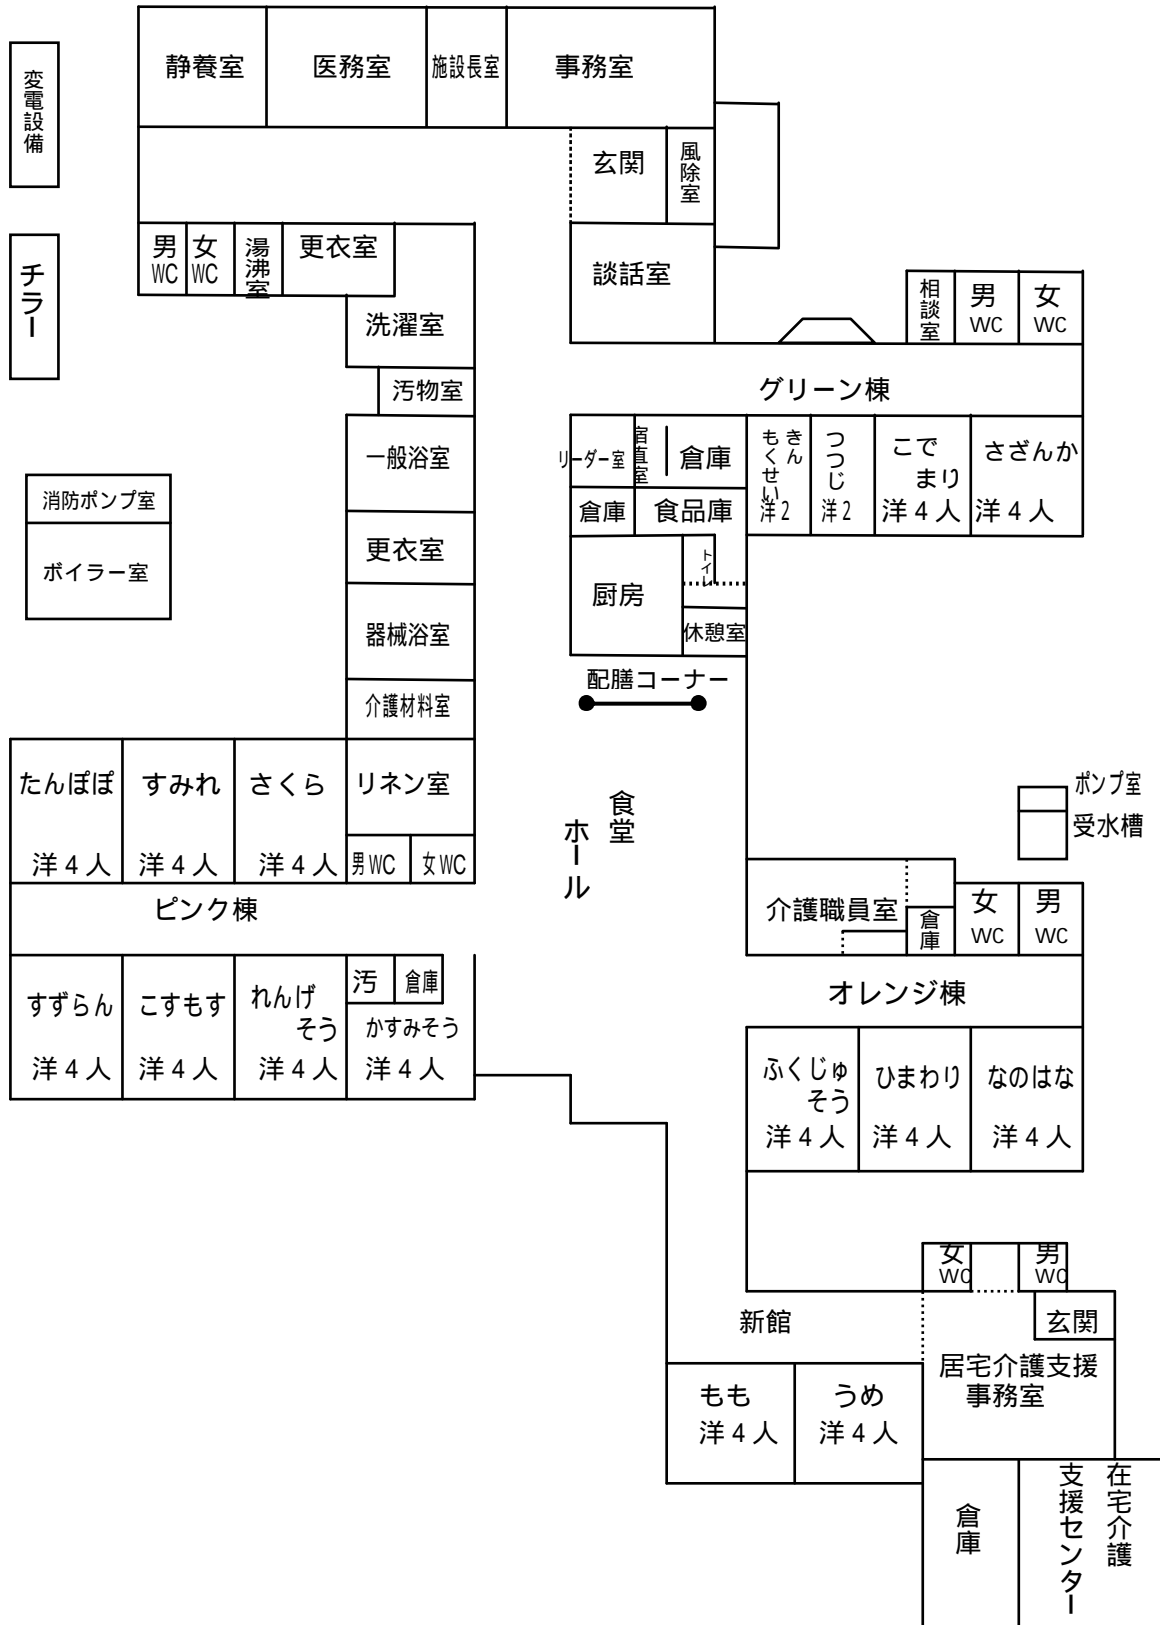 変電設備
静養室
医務室
施設長室
事務室
玄関
風除室
チラー
男
WC
女
WC
湯沸室
更衣室
談話室
洗濯室
相談室
男
WC
女
WC
汚物室
グリーン棟
一般浴室
リーダー室
宿直室
倉庫
きん
もくせい
洋2
つつじ
洋2
こで
まり
洋4人
さざんか
洋4人
消防ポンプ室
倉庫
食品庫
ボイラー室
更衣室
厨房
トイレ
器械浴室
休憩室
配膳コーナー
介護材料室
たんぽぽ
洋4人
すみれ
洋4人
さくら
洋4人
リネン室
男WC
女WC
食堂
ホール
ポンプ室
受水槽
ピンク棟
介護職員室
倉庫
女
WC
男
WC
すずらん
洋4人
こすもす
洋4人
れんげ
そう
洋4人
汚
倉庫
かすみそう
洋4人
オレンジ棟
ふくじゅ
そう
洋4人
ひまわり
洋4人
なのはな
洋4人
女
WC
男
WC
新館
玄関
居宅介護支援
事務室
もも
洋4人
うめ
洋4人
倉庫
在宅介護
支援センター